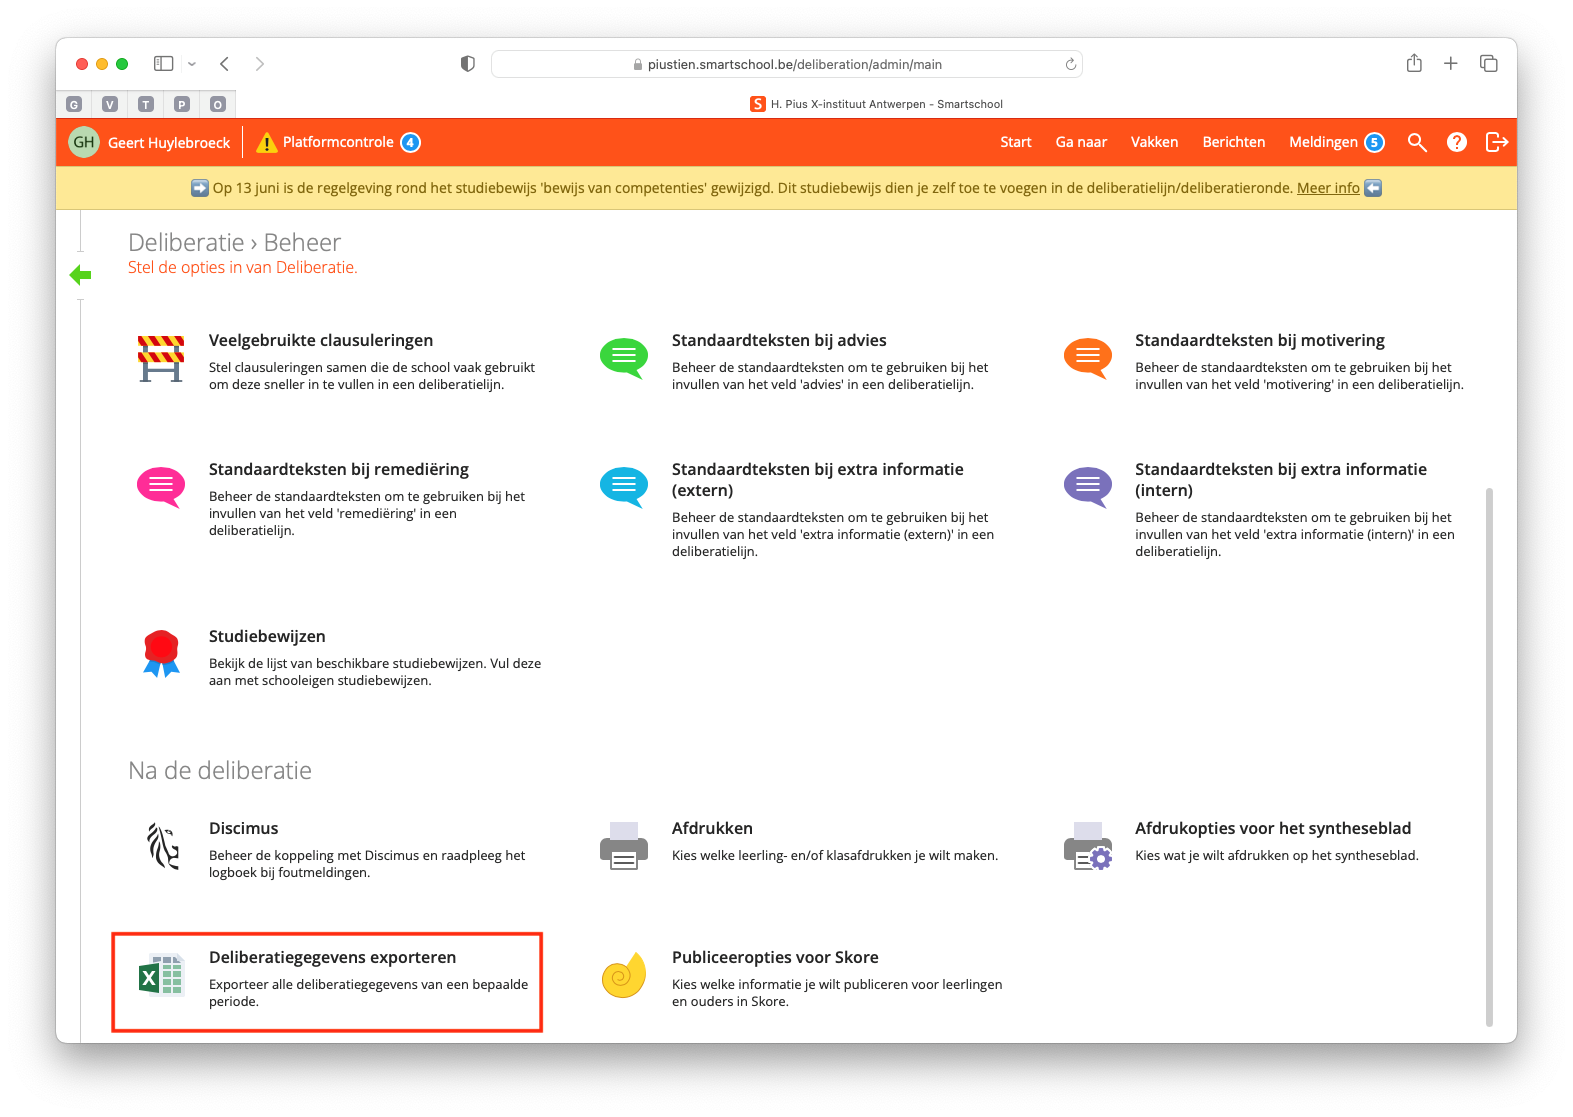 piustien.smartschool.be/deliberation/admin/main
G V T P O
S H. Pius X-instituut Antwerpen - Smartschool
GH Geert Huylebroeck Platformcontrole 4 Start Ga naar Vakken Berichten Meldingen 5 ?
Op 13 juni is de regelgeving rond het studiebewijs 'bewijs van competenties' gewijzigd. Dit studiebewijs dien je zelf toe te voegen in de deliberatielijn/deliberatieronde. Meer info
Deliberatie › Beheer
Stel de opties in van Deliberatie.
Veelgebruikte clausuleringen
Stel clausuleringen samen die de school vaak gebruikt
om deze sneller in te vullen in een deliberatielijn.
Standaardteksten bij advies
Beheer de standaardteksten om te gebruiken bij het
invullen van het veld 'advies' in een deliberatielijn.
Standaardteksten bij motivering
Beheer de standaardteksten om te gebruiken bij het
invullen van het veld 'motivering' in een deliberatielijn.
Standaardteksten bij remediëring
Beheer de standaardteksten om te gebruiken bij het
invullen van het veld 'remediëring' in een
deliberatielijn.
Standaardteksten bij extra informatie
(extern)
Beheer de standaardteksten om te gebruiken bij het
invullen van het veld 'extra informatie (extern)' in een
deliberatielijn.
Standaardteksten bij extra informatie
(intern)
Beheer de standaardteksten om te gebruiken bij het
invullen van het veld 'extra informatie (intern)' in een
deliberatielijn.
Studiebewijzen
Bekijk de lijst van beschikbare studiebewijzen. Vul deze
aan met schooleigen studiebewijzen.
Na de deliberatie
Discimus
Beheer de koppeling met Discimus en raadpleeg het
logboek bij foutmeldingen.
Afdrukken
Kies welke leerling- en/of klasafdrukken je wilt maken.
Afdrukopties voor het syntheseblad
Kies wat je wilt afdrukken op het syntheseblad.
X
Deliberatiegegevens exporteren
Exporteer alle deliberatiegegevens van een bepaalde
periode.
Publiceeropties voor Skore
Kies welke informatie je wilt publiceren voor leerlingen
en ouders in Skore.